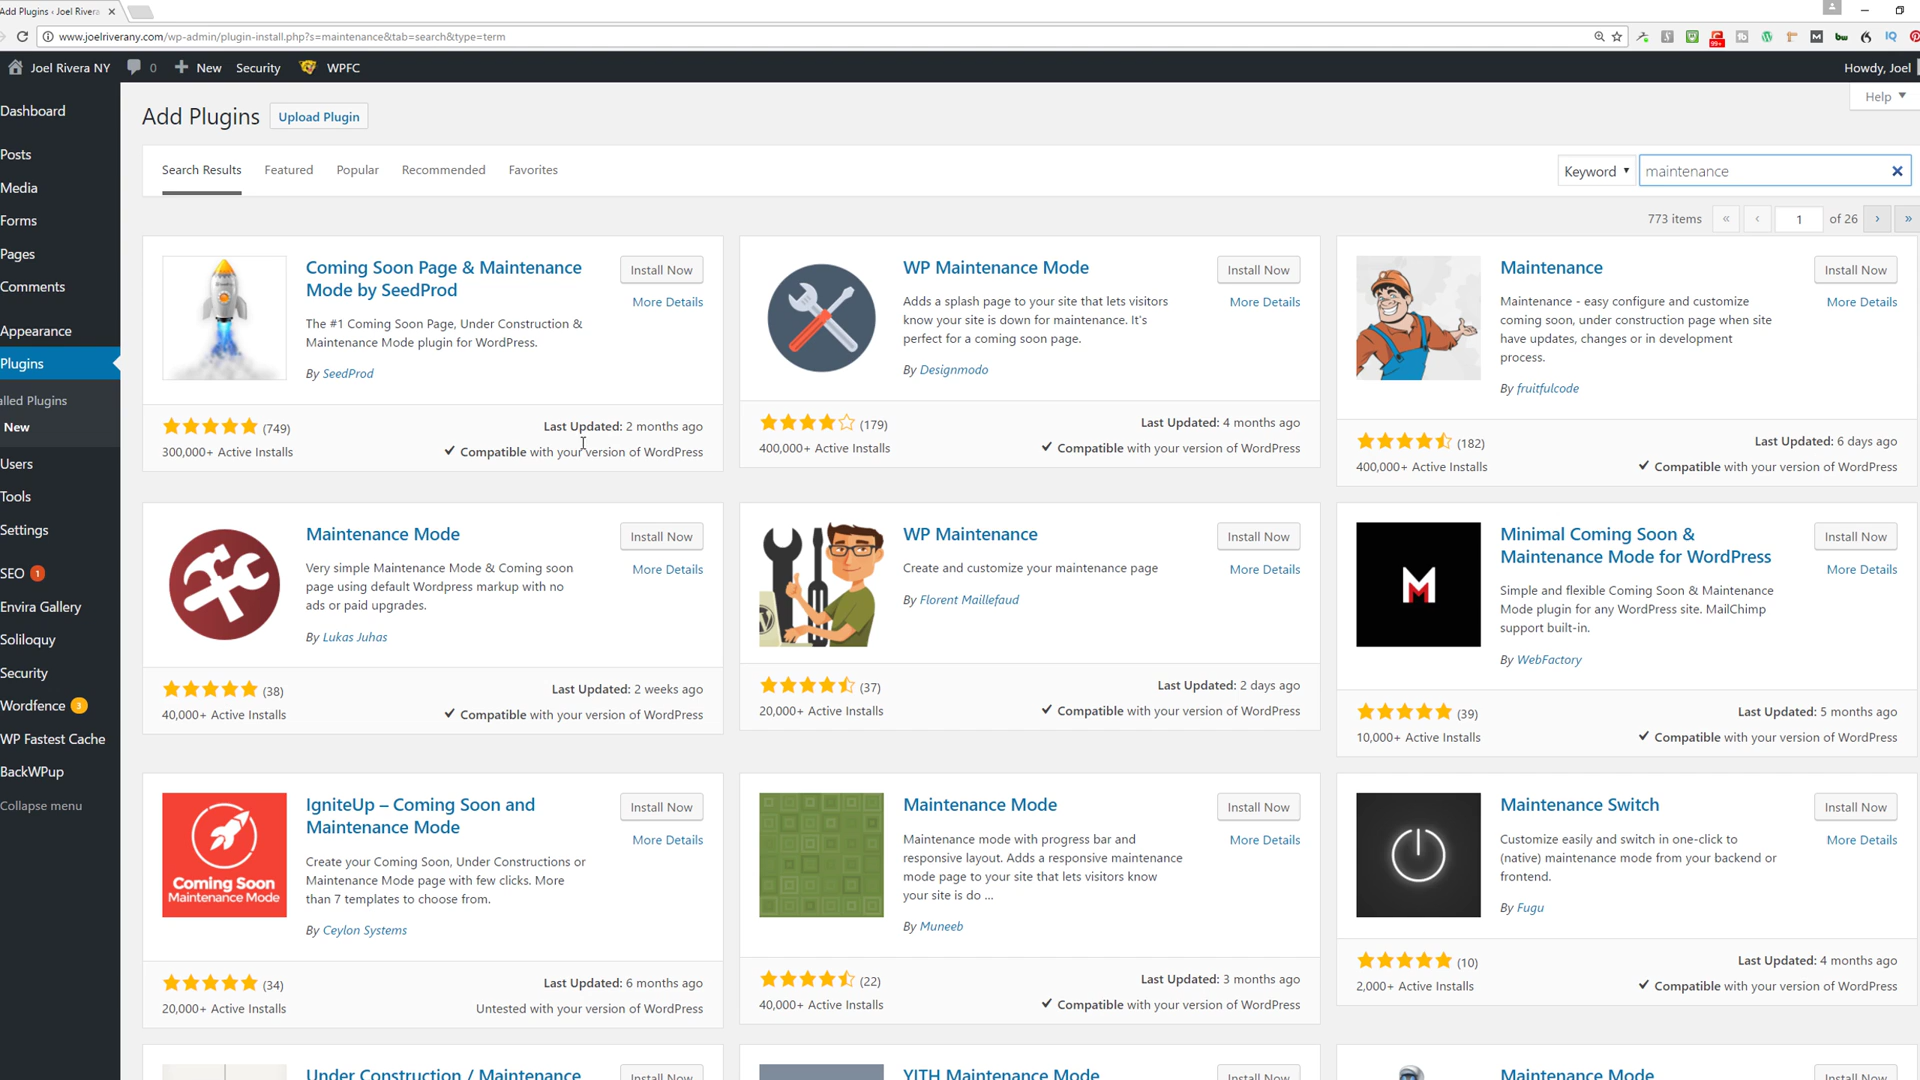 Add Plugins ‹ Joel Rivera
www.joelriverany.com/wp-admin/plugin-install.php?s=maintenance&tab=search&type=term
99+
bw
IQ
Joel Rivera NY
0
New
Security
WPFC
Howdy, Joel
Dashboard
Posts
Media
Forms
Pages
Comments
Appearance
Plugins
alled Plugins
New
Users
Tools
Settings
SEO 1
Envira Gallery
Soliloquy
Security
Wordfence 3
WP Fastest Cache
BackWPup
Collapse menu
Help
Add Plugins
Upload Plugin
Search Results
Featured
Popular
Recommended
Favorites
Keyword
maintenance
773 items « ‹ 1 of 26 › »
Coming Soon Page & Maintenance
Mode by SeedProd
Install Now
More Details
The #1 Coming Soon Page, Under Construction &
Maintenance Mode plugin for WordPress.
By SeedProd
(749)
Last Updated: 2 months ago
300,000+ Active Installs
Compatible with your version of WordPress
WP Maintenance Mode
Install Now
More Details
Adds a splash page to your site that lets visitors
know your site is down for maintenance. It's
perfect for a coming soon page.
By Designmodo
(179)
Last Updated: 4 months ago
400,000+ Active Installs
Compatible with your version of WordPress
Maintenance
Install Now
More Details
Maintenance - easy configure and customize
coming soon, under construction page when site
have updates, changes or in development
process.
By fruitfulcode
(182)
Last Updated: 6 days ago
400,000+ Active Installs
Compatible with your version of WordPress
Maintenance Mode
Install Now
More Details
Very simple Maintenance Mode & Coming soon
page using default Wordpress markup with no
ads or paid upgrades.
By Lukas Juhas
(38)
Last Updated: 2 weeks ago
40,000+ Active Installs
Compatible with your version of WordPress
WP Maintenance
Install Now
More Details
Create and customize your maintenance page
By Florent Maillefaud
(37)
Last Updated: 2 days ago
20,000+ Active Installs
Compatible with your version of WordPress
M
Minimal Coming Soon &
Maintenance Mode for WordPress
Install Now
More Details
Simple and flexible Coming Soon & Maintenance
Mode plugin for any WordPress site. MailChimp
support built-in.
By WebFactory
(39)
Last Updated: 5 months ago
10,000+ Active Installs
Compatible with your version of WordPress
Coming Soon
Maintenance Mode
IgniteUp – Coming Soon and
Maintenance Mode
Install Now
More Details
Create your Coming Soon, Under Constructions or
Maintenance Mode page with few clicks. More
than 7 templates to choose from.
By Ceylon Systems
(34)
Last Updated: 6 months ago
20,000+ Active Installs
Untested with your version of WordPress
Maintenance Mode
Install Now
More Details
Maintenance mode with progress bar and
responsive layout. Adds a responsive maintenance
mode page to your site that lets visitors know
your site is do ...
By Muneeb
(22)
Last Updated: 3 months ago
40,000+ Active Installs
Compatible with your version of WordPress
Maintenance Switch
Install Now
More Details
Customize easily and switch in one-click to
(native) maintenance mode from your backend or
frontend.
By Fugu
(10)
Last Updated: 4 months ago
2,000+ Active Installs
Compatible with your version of WordPress
Under Construction / Maintenance
Install Now
YITH Maintenance Mode
Install Now
Maintenance Mode
Install Now